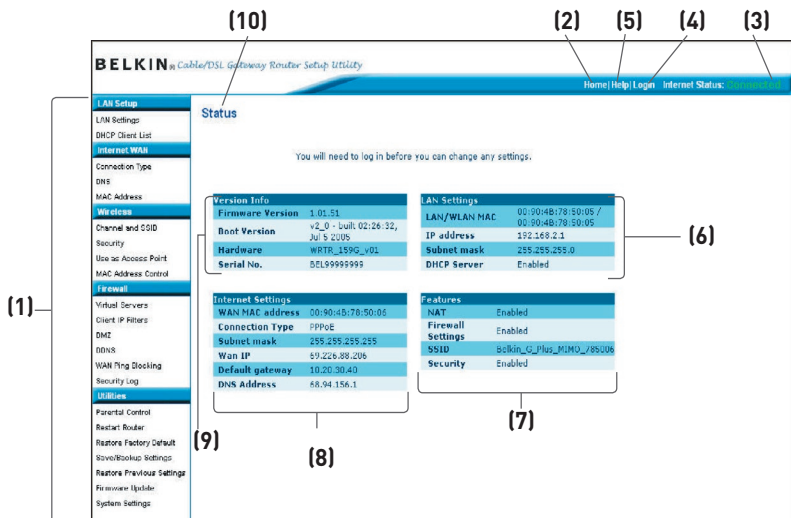 (10)
(2)
(5)
(4)
(3)
BELKIN® Cable/DSL Gateway Router Setup Utility
Home|Help|Login Internet Status: Connected
(1)
LAN Setup
LAN Settings
DHCP Client List
Internet WAN
Connection Type
DNS
MAC Address
Wireless
Channel and SSID
Security
Use as Access Point
MAC Address Control
Firewall
Virtual Servers
Client IP Filters
DMZ
DDNS
WAN Ping Blocking
Security Log
Utilities
Parental Control
Restart Router
Restore Factory Default
Save/Backup Settings
Restore Previous Settings
Firmware Update
System Settings
Status
You will need to log in before you can change any settings.
Version Info
Firmware Version 1.01.51
Boot Version v2_0 - built 02:26:32,
Jul 5 2005
Hardware WRTR_159G_v01
Serial No. BEL99999999
(9)
LAN Settings
LAN/WLAN MAC 00:90:4B:78:50:05 /
00:90:4B:78:50:05
IP address 192.168.2.1
Subnet mask 255.255.255.0
DHCP Server Enabled
(6)
Internet Settings
WAN MAC address 00:90:4B:78:50:06
Connection Type PPPoE
Subnet mask 255.255.255.255
Wan IP 69.226.88.206
Default gateway 10.20.30.40
DNS Address 68.94.156.1
(8)
Features
NAT Enabled
Firewall
Settings Enabled
SSID Belkin_G_Plus_MIMO_785006
Security Enabled
(7)